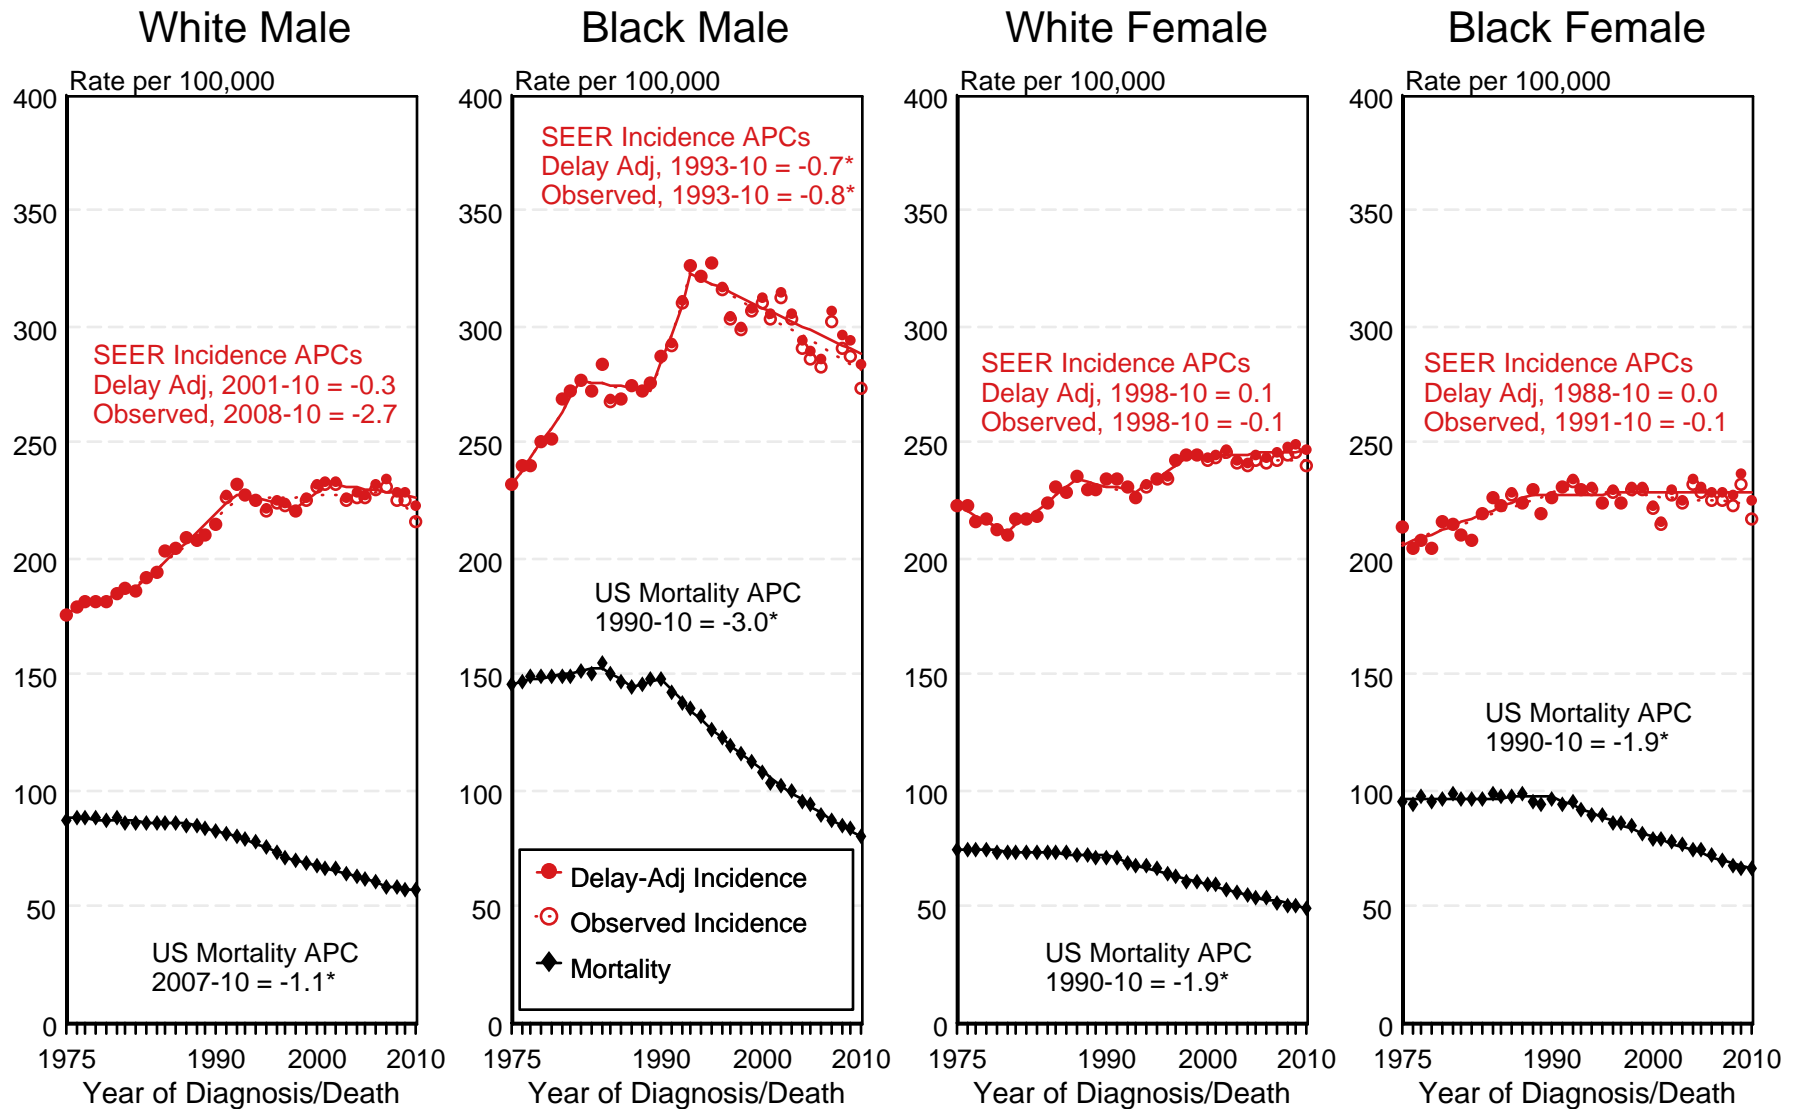 White Male
Rate per 100,000
400
350
300
250
200
150
100
50
0
SEER Incidence APCs
Delay Adj, 2001-10 = -0.3
Observed, 2008-10 = -2.7
US Mortality APC
2007-10 = -1.1*
1975 1990 2000 2010
Year of Diagnosis/Death
Black Male
Rate per 100,000
400
350
300
250
200
150
100
50
0
SEER Incidence APCs
Delay Adj, 1993-10 = -0.7*
Observed, 1993-10 = -0.8*
US Mortality APC
1990-10 = -3.0*
Delay-Adj Incidence
Observed Incidence
Mortality
1975 1990 2000 2010
Year of Diagnosis/Death
White Female
Rate per 100,000
400
350
300
250
200
150
100
50
0
SEER Incidence APCs
Delay Adj, 1998-10 = 0.1
Observed, 1998-10 = -0.1
US Mortality APC
1990-10 = -1.9*
1975 1990 2000 2010
Year of Diagnosis/Death
Black Female
Rate per 100,000
400
350
300
250
200
150
100
50
0
SEER Incidence APCs
Delay Adj, 1988-10 = 0.0
Observed, 1991-10 = -0.1
US Mortality APC
1990-10 = -1.9*
1975 1990 2000 2010
Year of Diagnosis/Death